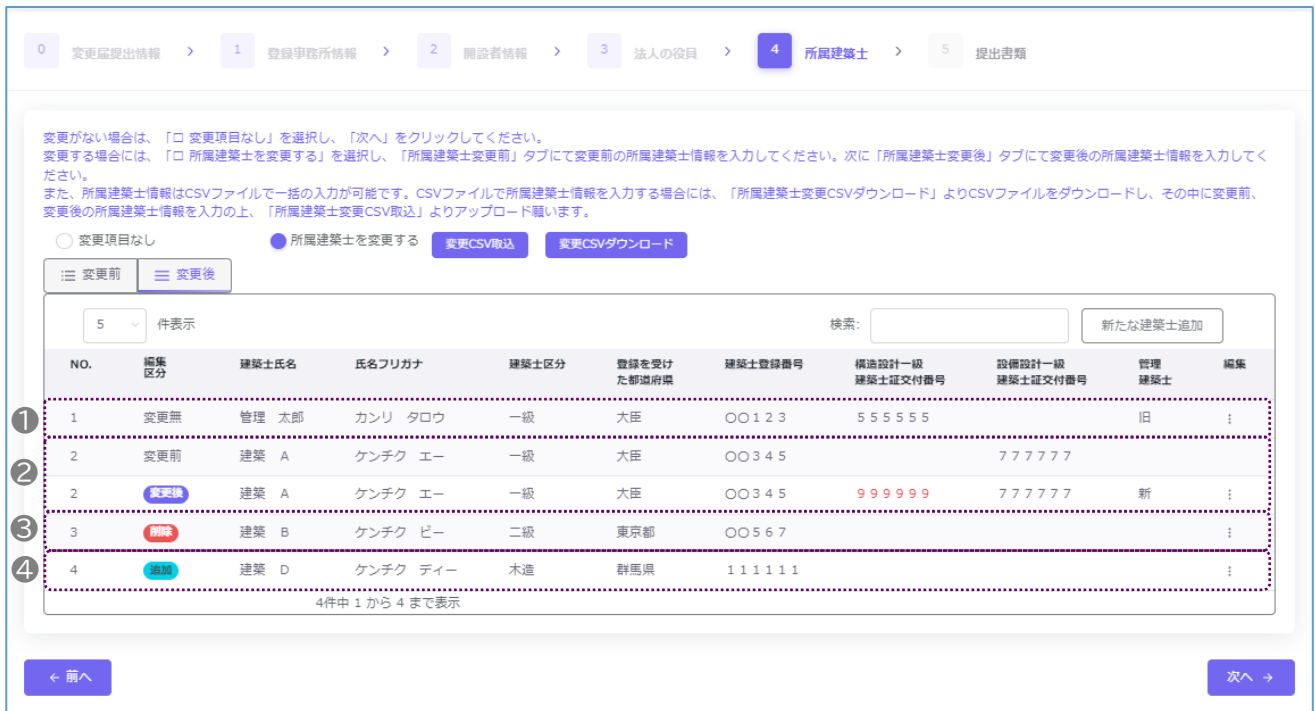 0 変更届提出情報 > 1 登録事務所情報 > 2 開設者情報 > 3 法人の役員 > 4 所属建築士 > 5 提出書類
変更がない場合は、「□ 変更項目なし」を選択し、「次へ」をクリックしてください。
変更する場合には、「□ 所属建築士を変更する」を選択し、「所属建築士変更前」タブにて変更前の所属建築士情報を入力してください。次に「所属建築士変更後」タブにて変更後の所属建築士情報を入力してく
ださい。
また、所属建築士情報はCSVファイルで一括の入力が可能です。CSVファイルで所属建築士情報を入力する場合には、「所属建築士変更CSVダウンロード」よりCSVファイルをダウンロードし、その中に変更前、
変更後の所属建築士情報を入力の上、「所属建築士変更CSV取込」よりアップロード願います。
変更項目なし 所属建築士を変更する 変更CSV取込 変更CSVダウンロード
変更前 変更後
5 件表示 検索: 新たな建築士追加
NO. 編集区分 建築士氏名 氏名フリガナ 建築士区分 登録を受けた都道府県 建築士登録番号 構造設計一級建築士証交付番号 設備設計一級建築士証交付番号 管理建築士 編集
❶ 1 変更無 管理 太郎 カンリ タロウ 一級 大臣 〇〇123 555555 旧 ⋮
❷ 2 変更前 建築 A ケンチク エー 一級 大臣 〇〇345 777777
2 変更後 建築 A ケンチク エー 一級 大臣 〇〇345 999999 777777 新 ⋮
❸ 3 削除 建築 B ケンチク ビー 二級 東京都 〇〇567 ⋮
❹ 4 追加 建築 D ケンチク ディー 木造 群馬県 111111 ⋮
4件中 1 から 4 まで表示
← 前へ 次へ →